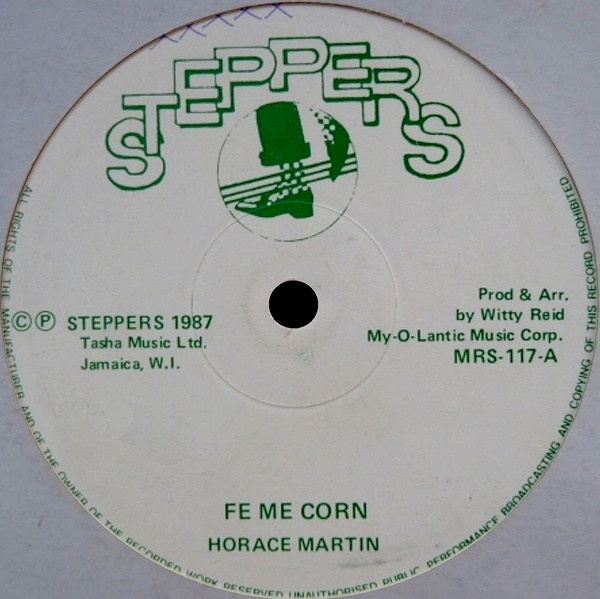 STEPPERS
©℗ STEPPERS 1987
Tasha Music Ltd.
Jamaica, W.I.
Prod & Arr.
by Witty Reid
My-O-Lantic Music Corp.
MRS-117-A
FE ME CORN
HORACE MARTIN
ALL RIGHTS OF THE MANUFACTURER AND OF THE OWNER OF THE RECORDED WORK RESERVED UNAUTHORISED PUBLIC PERFORMANCE BROADCASTING AND COPYING OF THIS RECORD PROHIBITED